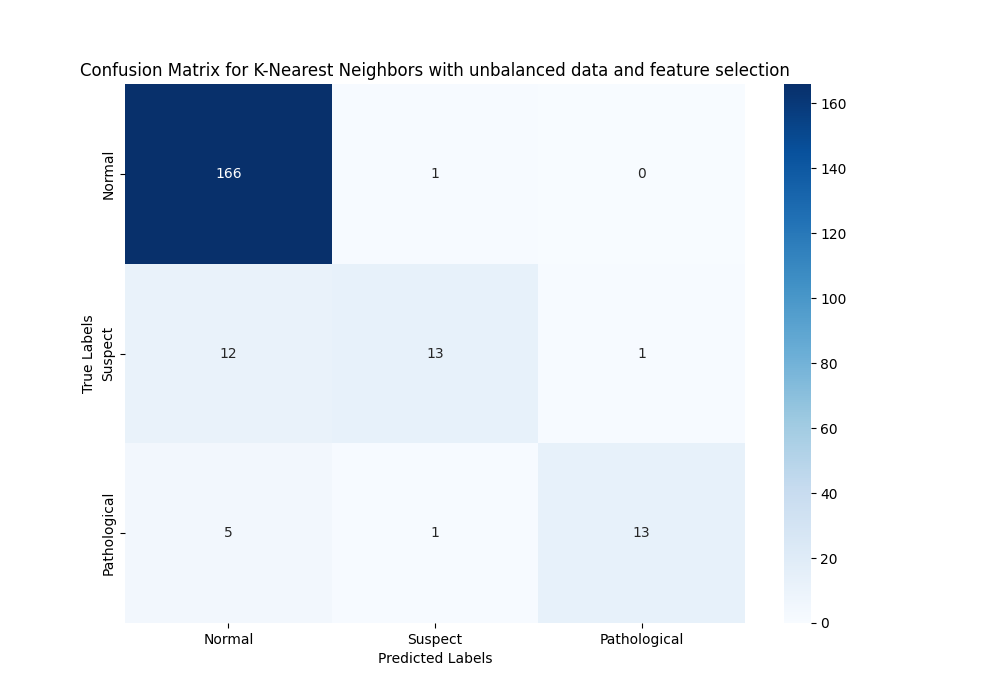 Confusion Matrix for K-Nearest Neighbors with unbalanced data and feature selection
True Labels
Normal
Suspect
Pathological
166 1 0
12 13 1
5 1 13
Normal Suspect Pathological
Predicted Labels
160
140
120
100
80
60
40
20
0